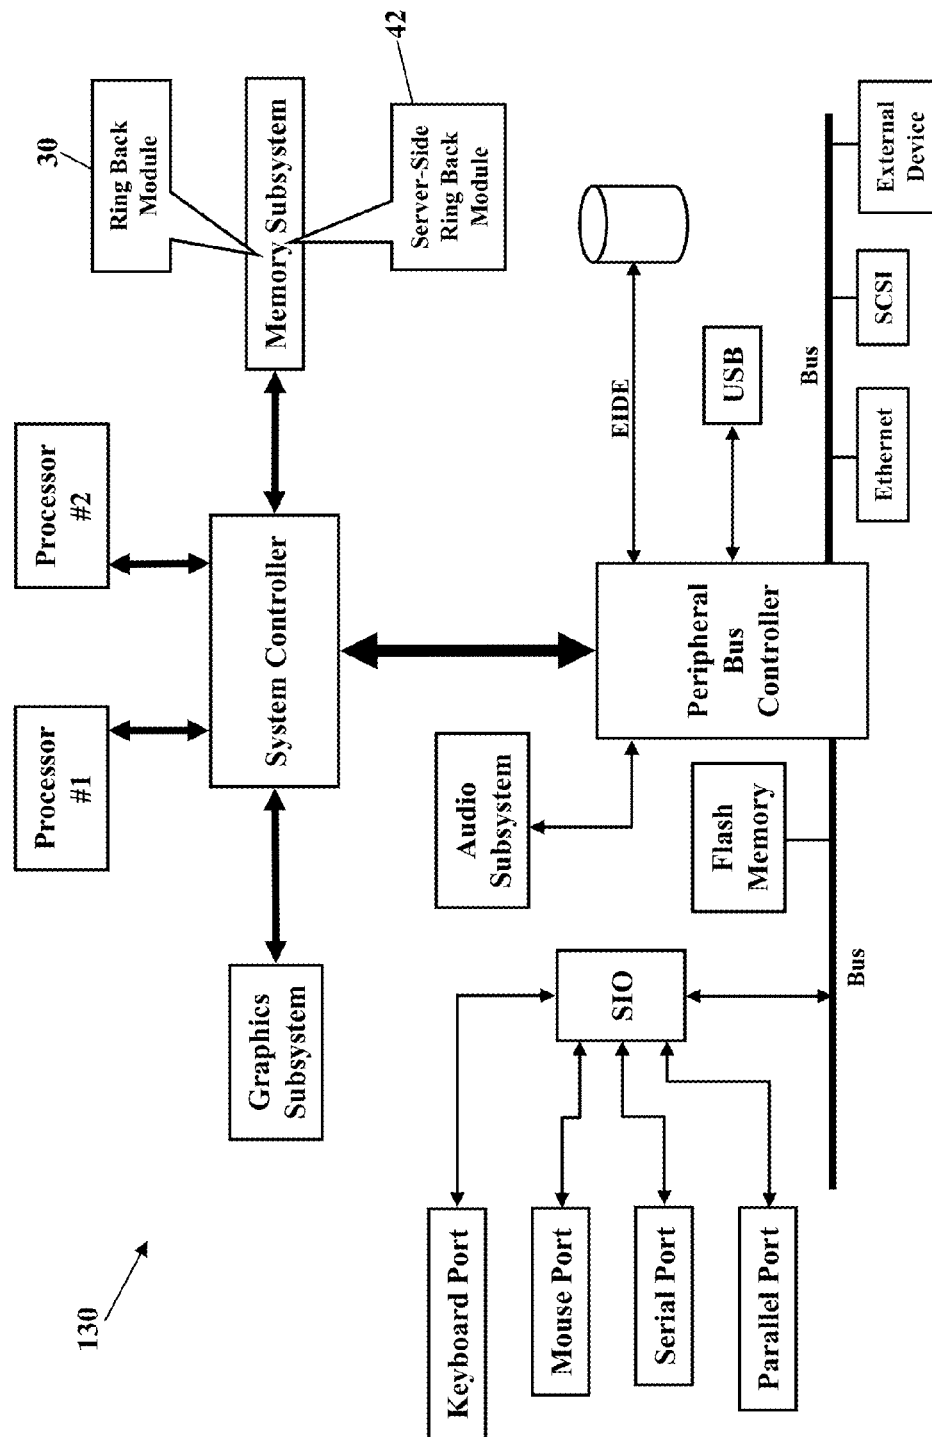 130
30
Ring Back
Module
42
Server-Side
Ring Back
Module
Memory Subsystem
Processor
#1
Processor
#2
Graphics
Subsystem
System Controller
Audio
Subsystem
EIDE
USB
Peripheral
Bus
Controller
Flash
Memory
SIO
Keyboard Port
Mouse Port
Serial Port
Parallel Port
Bus
Bus
Ethernet
SCSI
External
Device